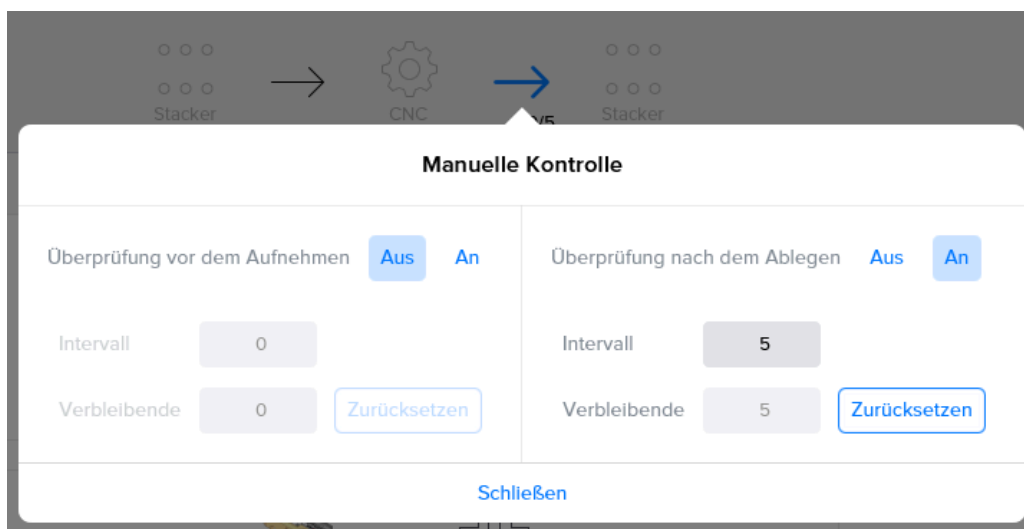 Stacker
CNC
Stacker
/5
Manuelle Kontrolle
Überprüfung vor dem Aufnehmen Aus An
Intervall 0
Verbleibende 0 Zurücksetzen
Überprüfung nach dem Ablegen Aus An
Intervall 5
Verbleibende 5 Zurücksetzen
Schließen